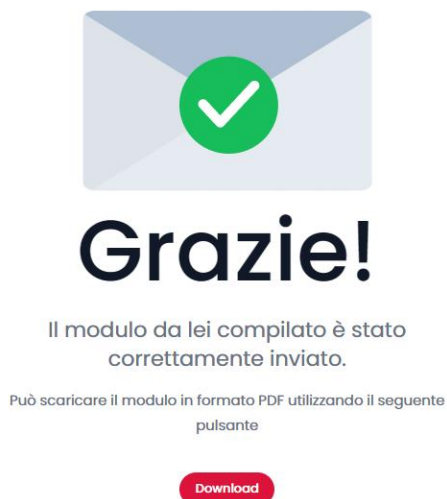 Grazie!
Il modulo da lei compilato è stato
correttamente inviato.
Può scaricare il modulo in formato PDF utilizzando il seguente
pulsante
Download